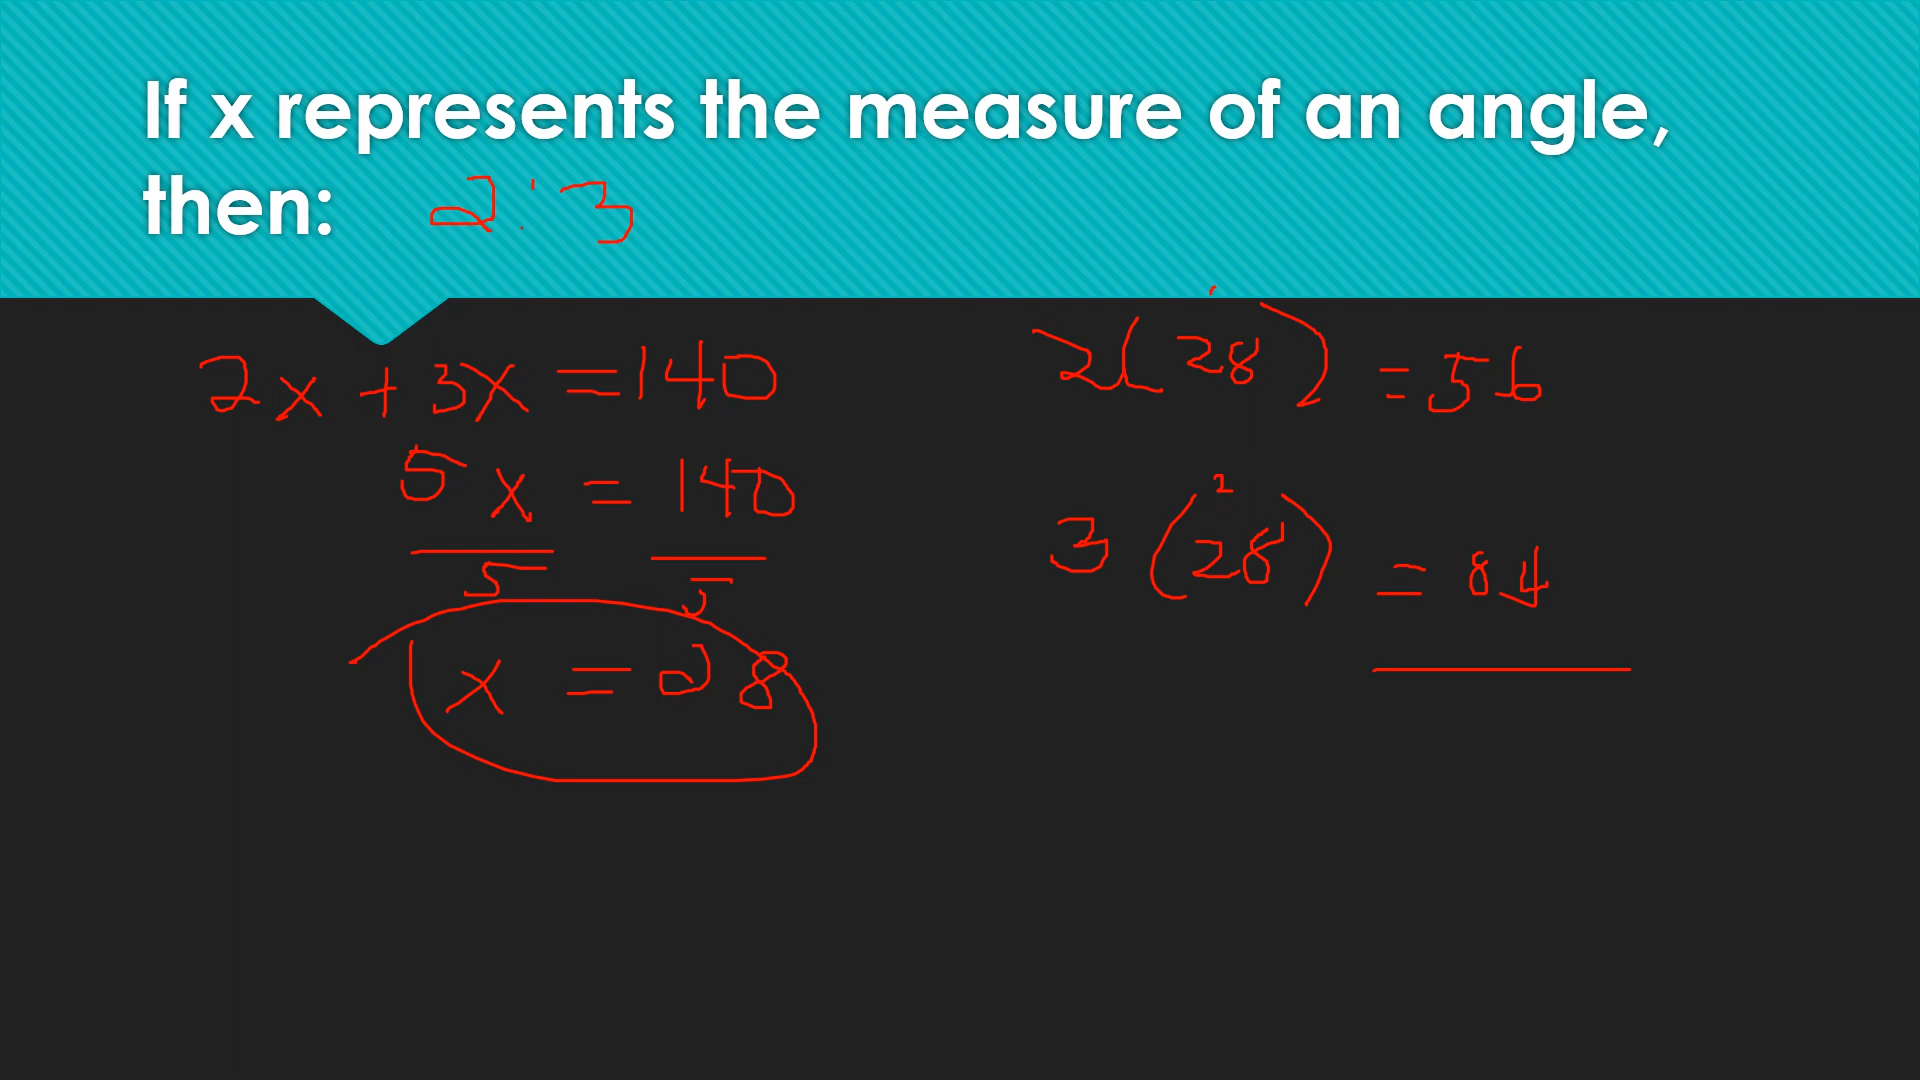 If x represents the measure of an angle,
then: 2:3
2x + 3x = 140
5x = 140
5 5
x = 28
2(28) = 56
2
3(28) = 84